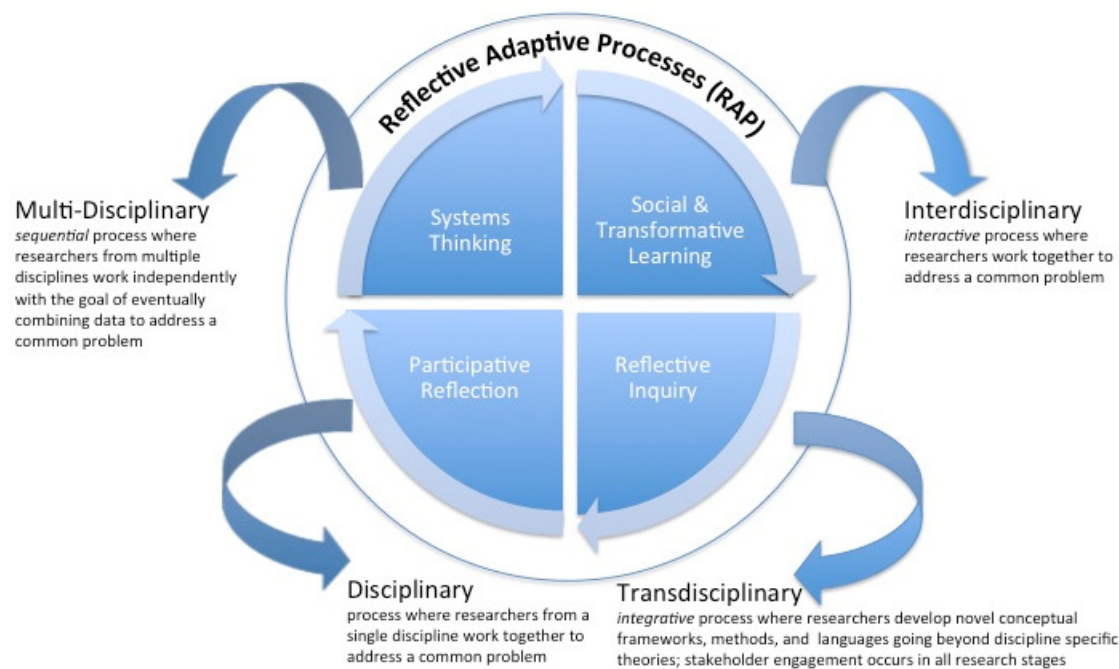 Reflective Adaptive Processes (RAP)
Systems
Thinking
Social &
Transformative
Learning
Participative
Reflection
Reflective
Inquiry
Multi-Disciplinary
sequential process where
researchers from multiple
disciplines work independently
with the goal of eventually
combining data to address a
common problem
Interdisciplinary
interactive process where
researchers work together to
address a common problem
Disciplinary
process where researchers from a
single discipline work together to
address a common problem
Transdisciplinary
integrative process where researchers develop novel conceptual
frameworks, methods, and languages going beyond discipline specific
theories; stakeholder engagement occurs in all research stages